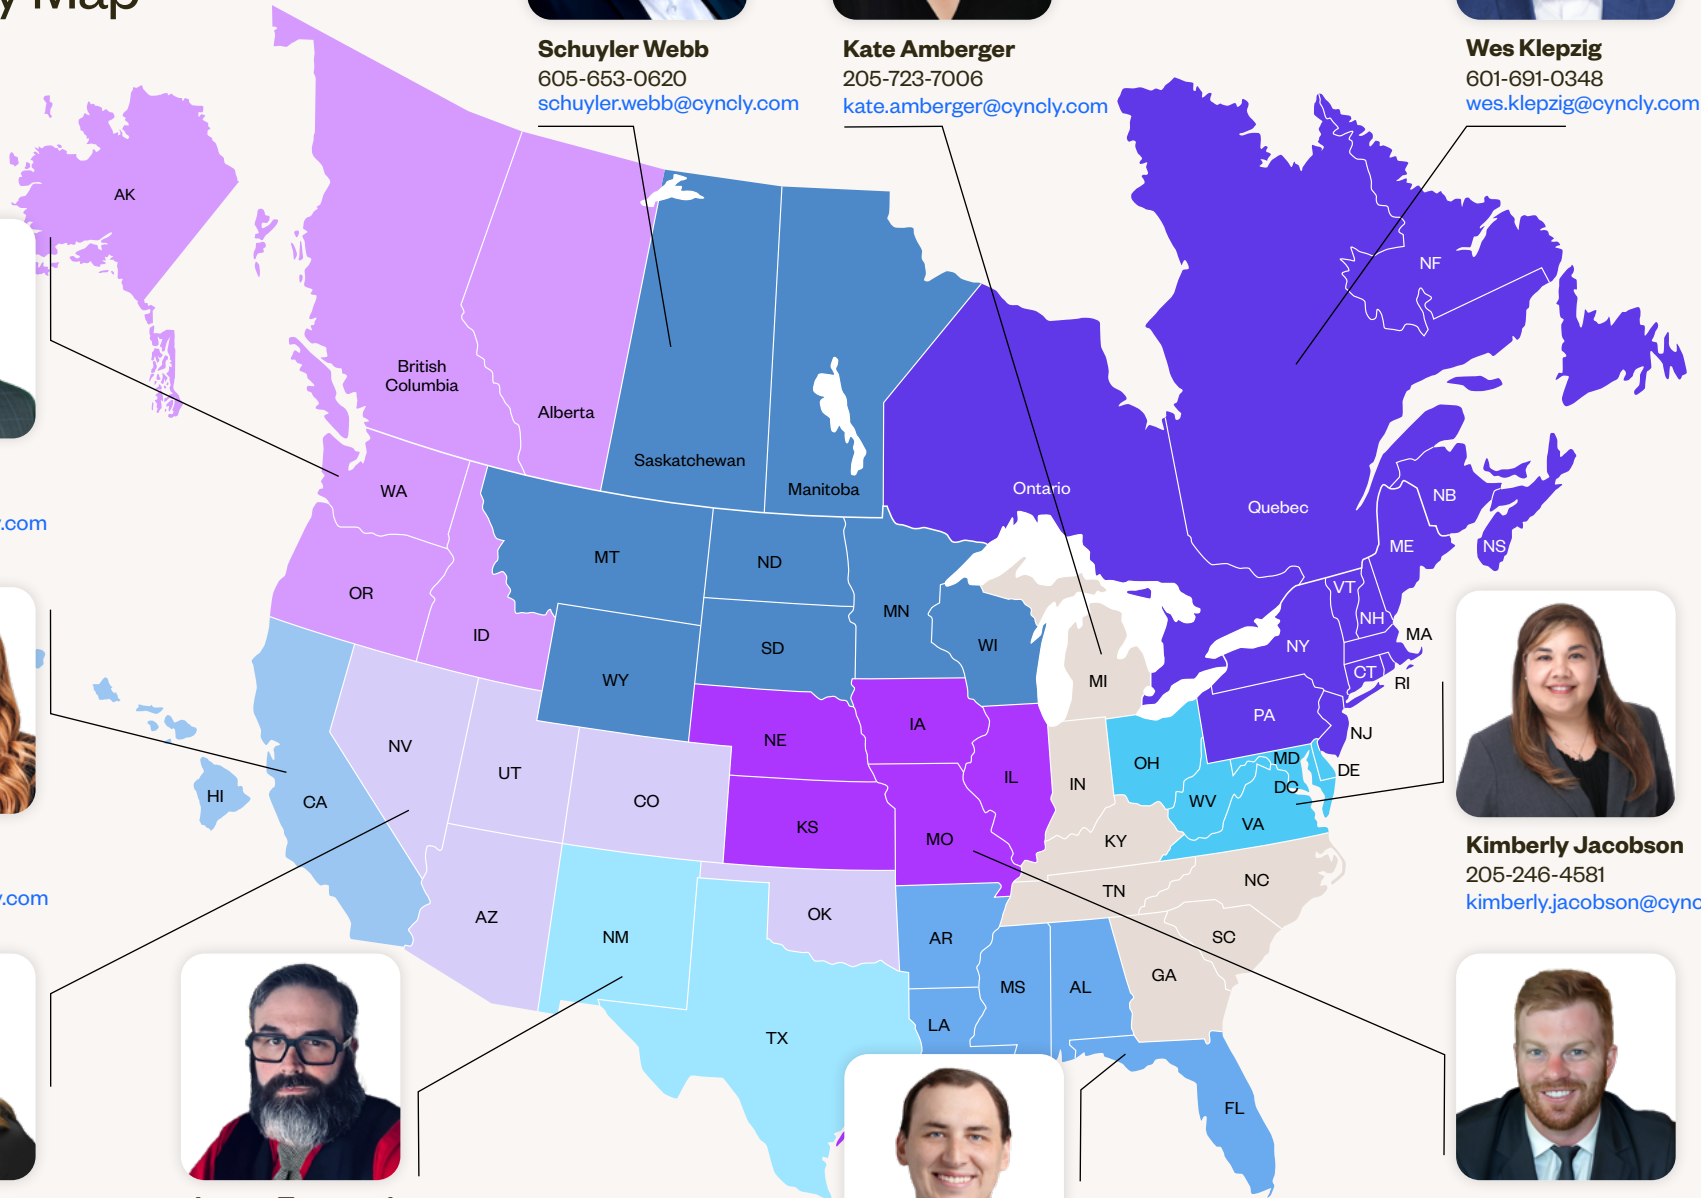 y Map
Schuyler Webb
605-653-0620
schuyler.webb@cyncly.com
Kate Amberger
205-723-7006
kate.amberger@cyncly.com
Wes Klepzig
601-691-0348
wes.klepzig@cyncly.com
AK
NF
British
Columbia
Alberta
Saskatchewan
Manitoba
Ontario
Quebec
NB
NS
ME
WA
.com
MT
ND
VT
OR
MN
NH
MA
ID
SD
WI
NY
WY
MI
CT
RI
PA
IA
NJ
NE
NV
UT
OH
MD
DE
IL
IN
DC
HI
CA
CO
WV
KS
VA
MO
KY
Kimberly Jacobson
205-246-4581
kimberly.jacobson@cync
.com
TN
NC
AZ
OK
NM
AR
SC
GA
MS
AL
LA
TX
FL